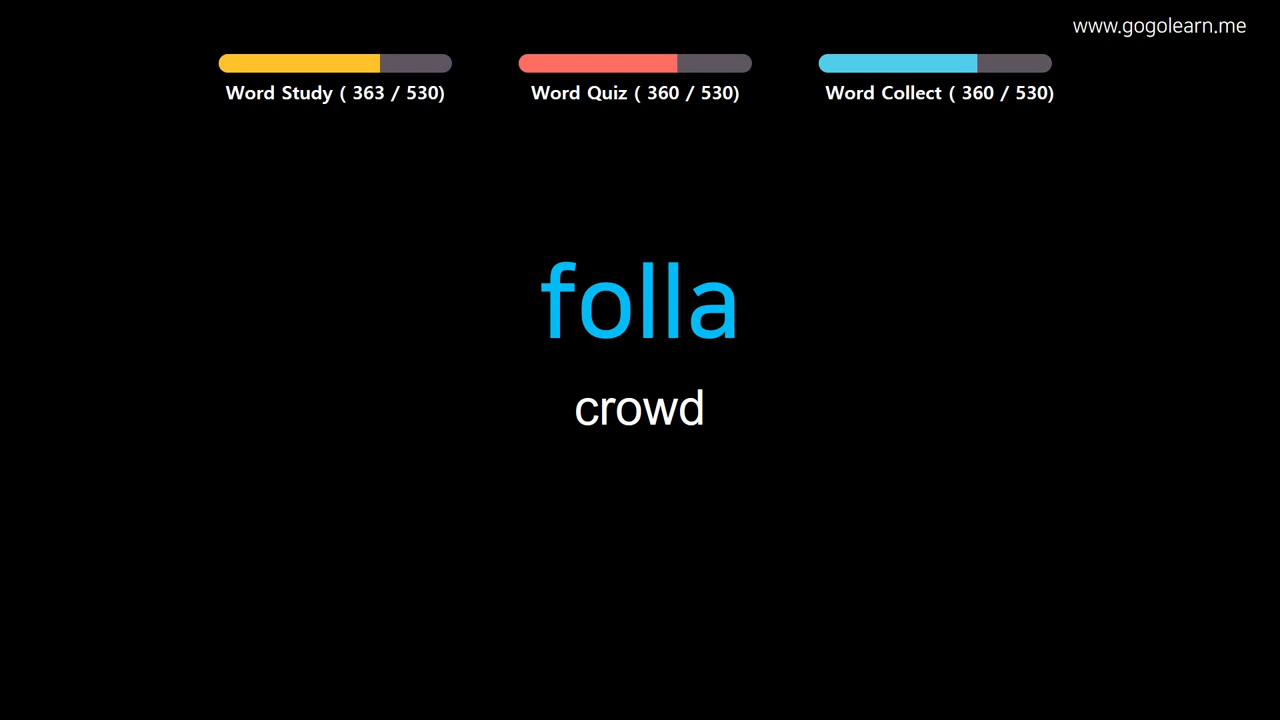 www.gogolearn.me
Word Study ( 363 / 530)
Word Quiz ( 360 / 530)
Word Collect ( 360 / 530)
folla
crowd